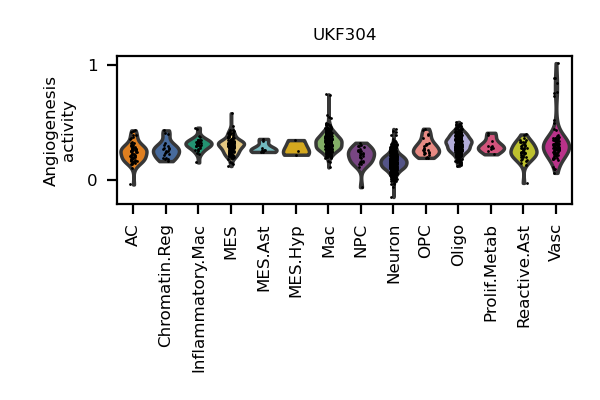 UKF304
Angiogenesis
activity
1
0
AC
Chromatin.Reg
Inflammatory.Mac
MES
MES.Ast
MES.Hyp
Mac
NPC
Neuron
OPC
Oligo
Prolif.Metab
Reactive.Ast
Vasc